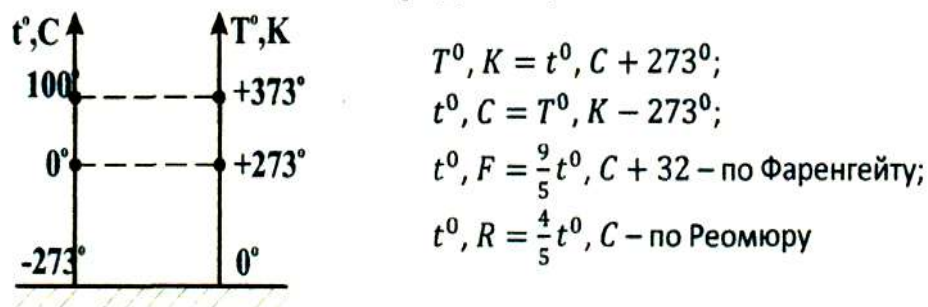 t°,C T°,K
100° +373°
0° +273°
-273° 0°
T⁰, K = t⁰, C + 273⁰;
t⁰, C = T⁰, K − 273⁰;
t⁰, F = 9/5 t⁰, C + 32 – по Фаренгейту;
t⁰, R = 4/5 t⁰, C – по Реомюру